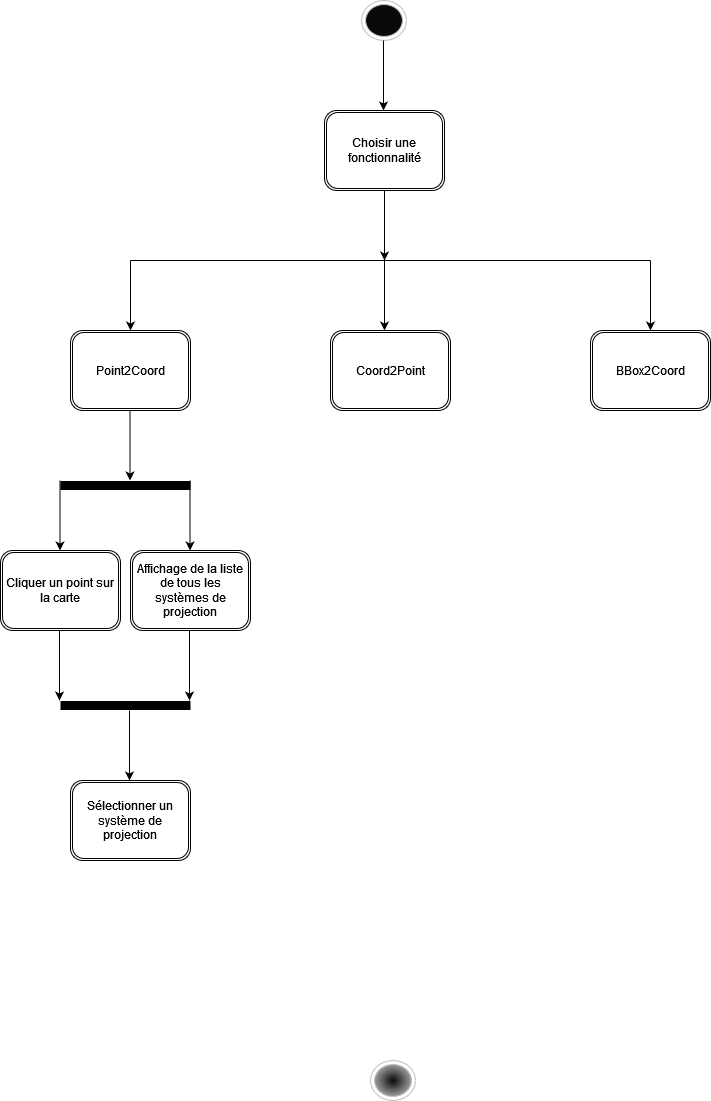 Choisir une
fonctionnalité
Point2Coord
Coord2Point
BBox2Coord
Cliquer un point sur
la carte
Affichage de la liste
de tous les
systèmes de
projection
Sélectionner un
système de
projection